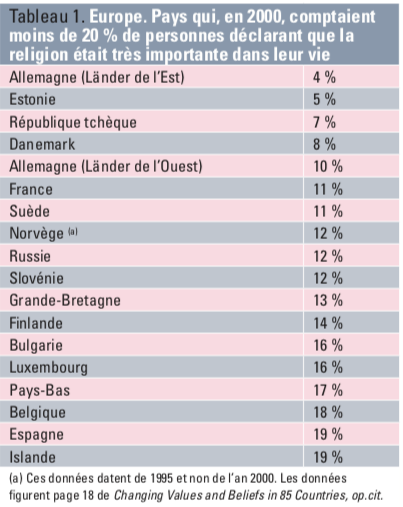 Tableau 1. Europe. Pays qui, en 2000, comptaient
moins de 20 % de personnes déclarant que la
religion était très importante dans leur vie
Allemagne (Länder de l'Est) 4 %
Estonie 5 %
République tchèque 7 %
Danemark 8 %
Allemagne (Länder de l'Ouest) 10 %
France 11 %
Suède 11 %
Norvège (a) 12 %
Russie 12 %
Slovénie 12 %
Grande-Bretagne 13 %
Finlande 14 %
Bulgarie 16 %
Luxembourg 16 %
Pays-Bas 17 %
Belgique 18 %
Espagne 19 %
Islande 19 %
(a) Ces données datent de 1995 et non de l'an 2000. Les données
figurent page 18 de Changing Values and Beliefs in 85 Countries, op.cit.